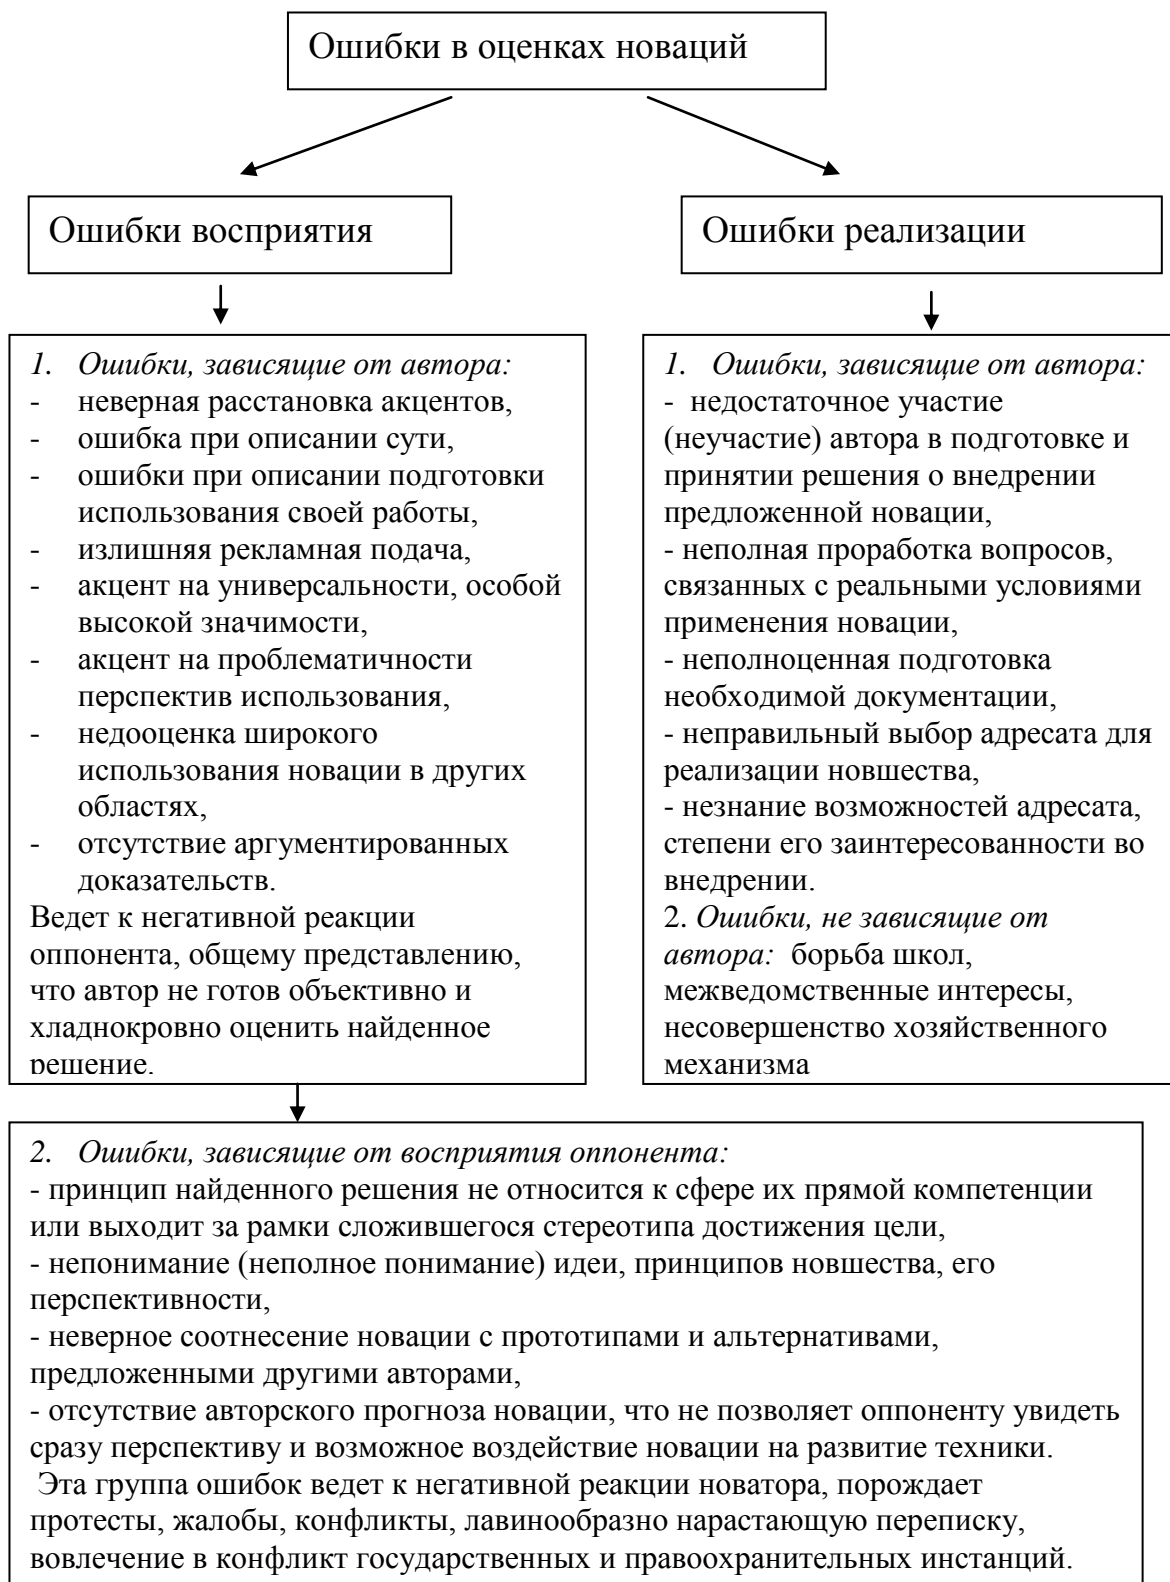 Ошибки в оценках новаций
Ошибки восприятия
Ошибки реализации
1. Ошибки, зависящие от автора:
- неверная расстановка акцентов,
- ошибка при описании сути,
- ошибки при описании подготовки
использования своей работы,
- излишняя рекламная подача,
- акцент на универсальности, особой
высокой значимости,
- акцент на проблематичности
перспектив использования,
- недооценка широкого
использования новации в других
областях,
- отсутствие аргументированных
доказательств.
Ведет к негативной реакции
оппонента, общему представлению,
что автор не готов объективно и
хладнокровно оценить найденное
решение.
1. Ошибки, зависящие от автора:
- недостаточное участие
(неучастие) автора в подготовке и
принятии решения о внедрении
предложенной новации,
- неполная проработка вопросов,
связанных с реальными условиями
применения новации,
- неполноценная подготовка
необходимой документации,
- неправильный выбор адресата для
реализации новшества,
- незнание возможностей адресата,
степени его заинтересованности во
внедрении.
2. Ошибки, не зависящие от
автора: борьба школ,
межведомственные интересы,
несовершенство хозяйственного
механизма
2. Ошибки, зависящие от восприятия оппонента:
- принцип найденного решения не относится к сфере их прямой компетенции
или выходит за рамки сложившегося стереотипа достижения цели,
- непонимание (неполное понимание) идеи, принципов новшества, его
перспективности,
- неверное соотнесение новации с прототипами и альтернативами,
предложенными другими авторами,
- отсутствие авторского прогноза новации, что не позволяет оппоненту увидеть
сразу перспективу и возможное воздействие новации на развитие техники.
Эта группа ошибок ведет к негативной реакции новатора, порождает
протесты, жалобы, конфликты, лавинообразно нарастающую переписку,
вовлечение в конфликт государственных и правоохранительных инстанций.